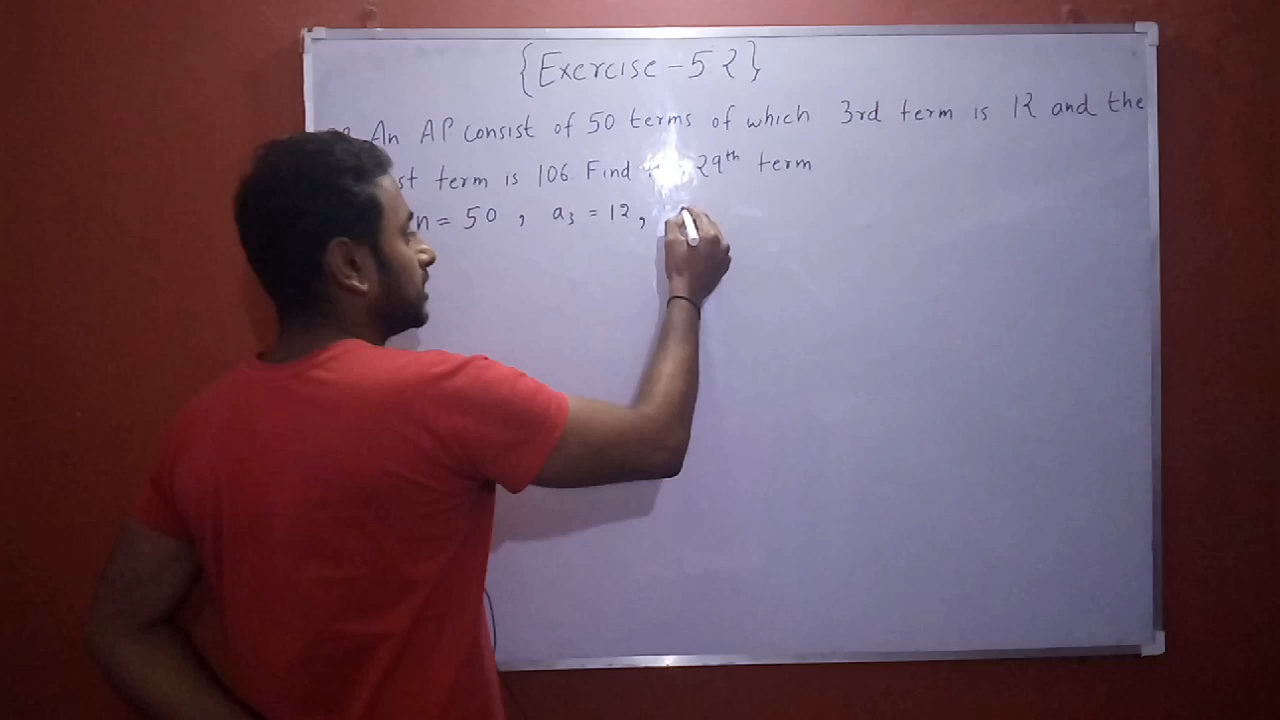 {Exercise-5 2}
An AP consist of 50 terms of which 3rd term is 12 and the
term is 106 Find 29th term
n = 50 , a3 = 12 ,